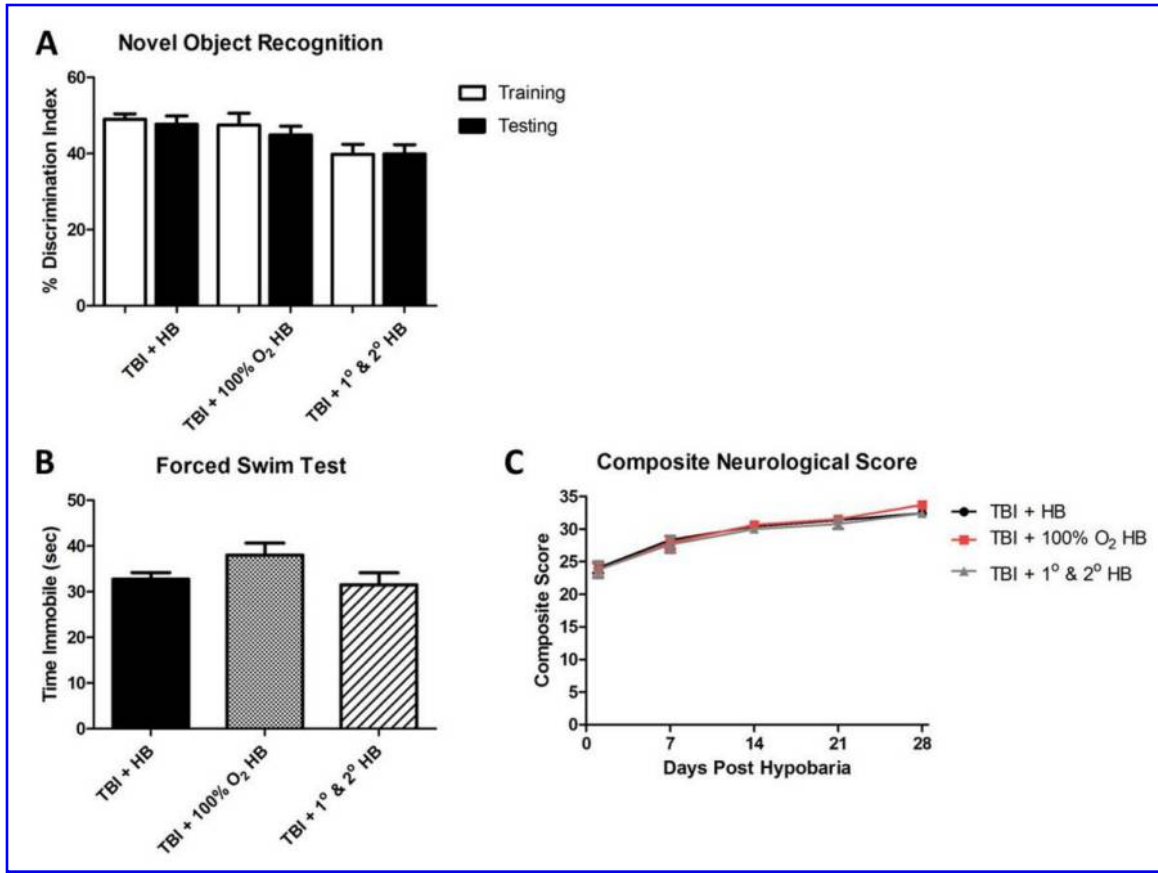 A
Novel Object Recognition
% Discrimination Index
60
40
20
0
TBI + HB
TBI + 100% O₂ HB
TBI + 1° & 2° HB
Training
Testing
B
Forced Swim Test
Time Immobile (sec)
50
40
30
20
10
0
TBI + HB
TBI + 100% O₂ HB
TBI + 1° & 2° HB
C
Composite Neurological Score
Composite Score
35
30
25
20
15
10
5
0
0 7 14 21 28
Days Post Hypobaria
TBI + HB
TBI + 100% O₂ HB
TBI + 1° & 2° HB